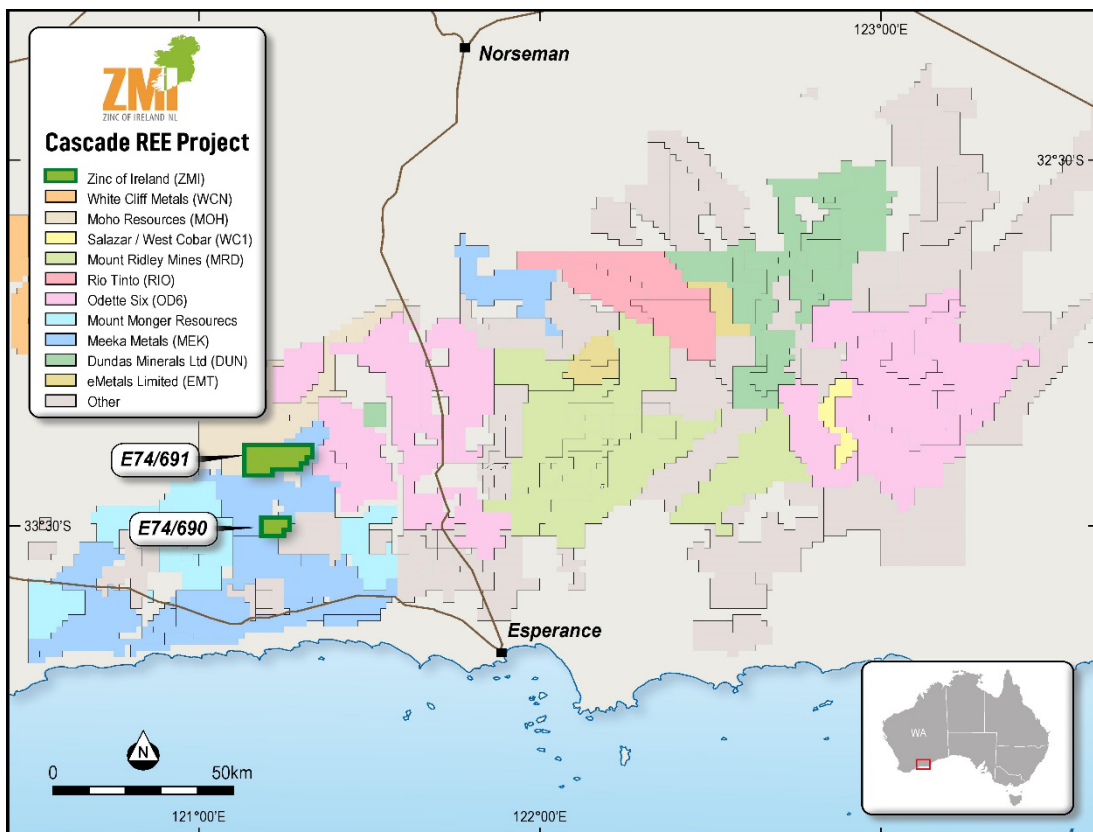 123°00'E
Norseman
ZMI
ZINC OF IRELAND NL
Cascade REE Project
Zinc of Ireland (ZMI)
White Cliff Metals (WCN)
Moho Resources (MOH)
Salazar / West Cobar (WC1)
Mount Ridley Mines (MRD)
Rio Tinto (RIO)
Odette Six (OD6)
Mount Monger Resourecs
Meeka Metals (MEK)
Dundas Minerals Ltd (DUN)
eMetals Limited (EMT)
Other
32°30'S
E74/691
E74/690
33°30'S
Esperance
WA
N
0 50km
121°00'E
122°00'E